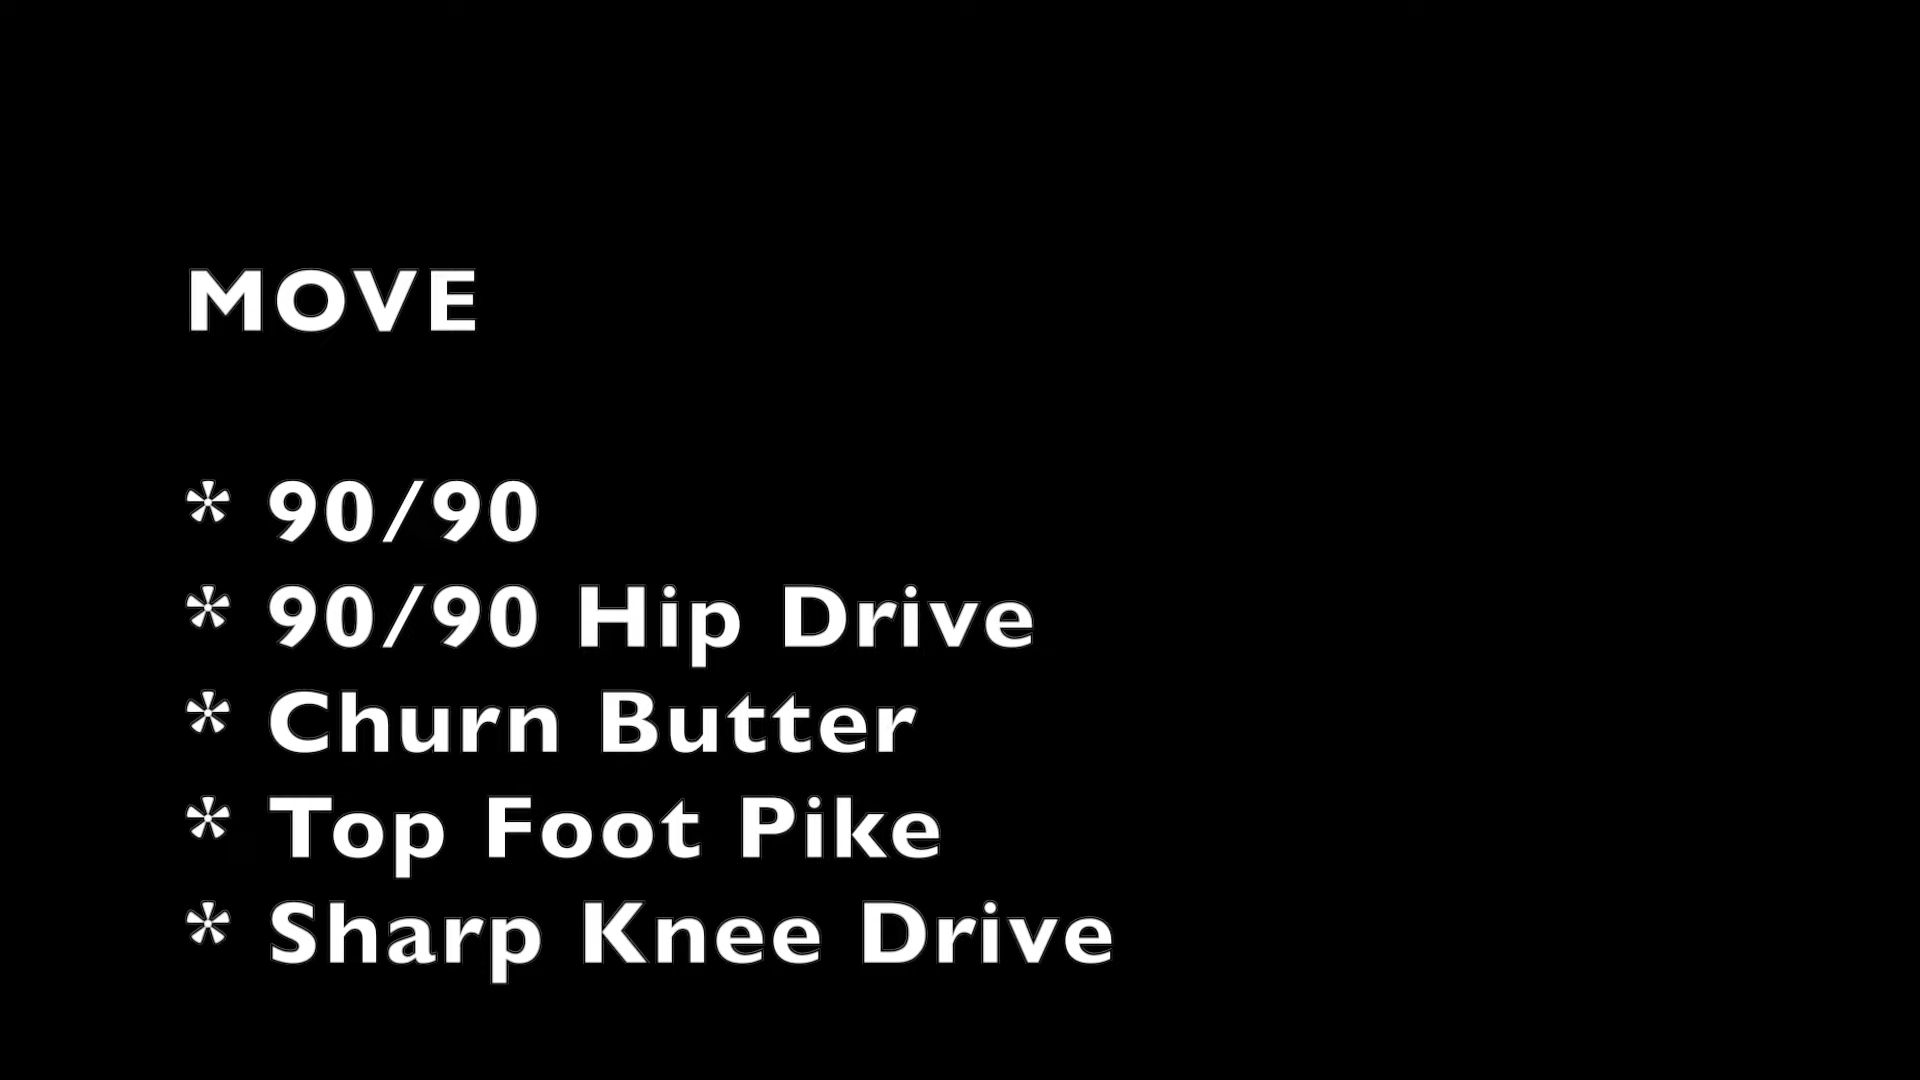 MOVE
* 90/90
* 90/90 Hip Drive
* Churn Butter
* Top Foot Pike
* Sharp Knee Drive